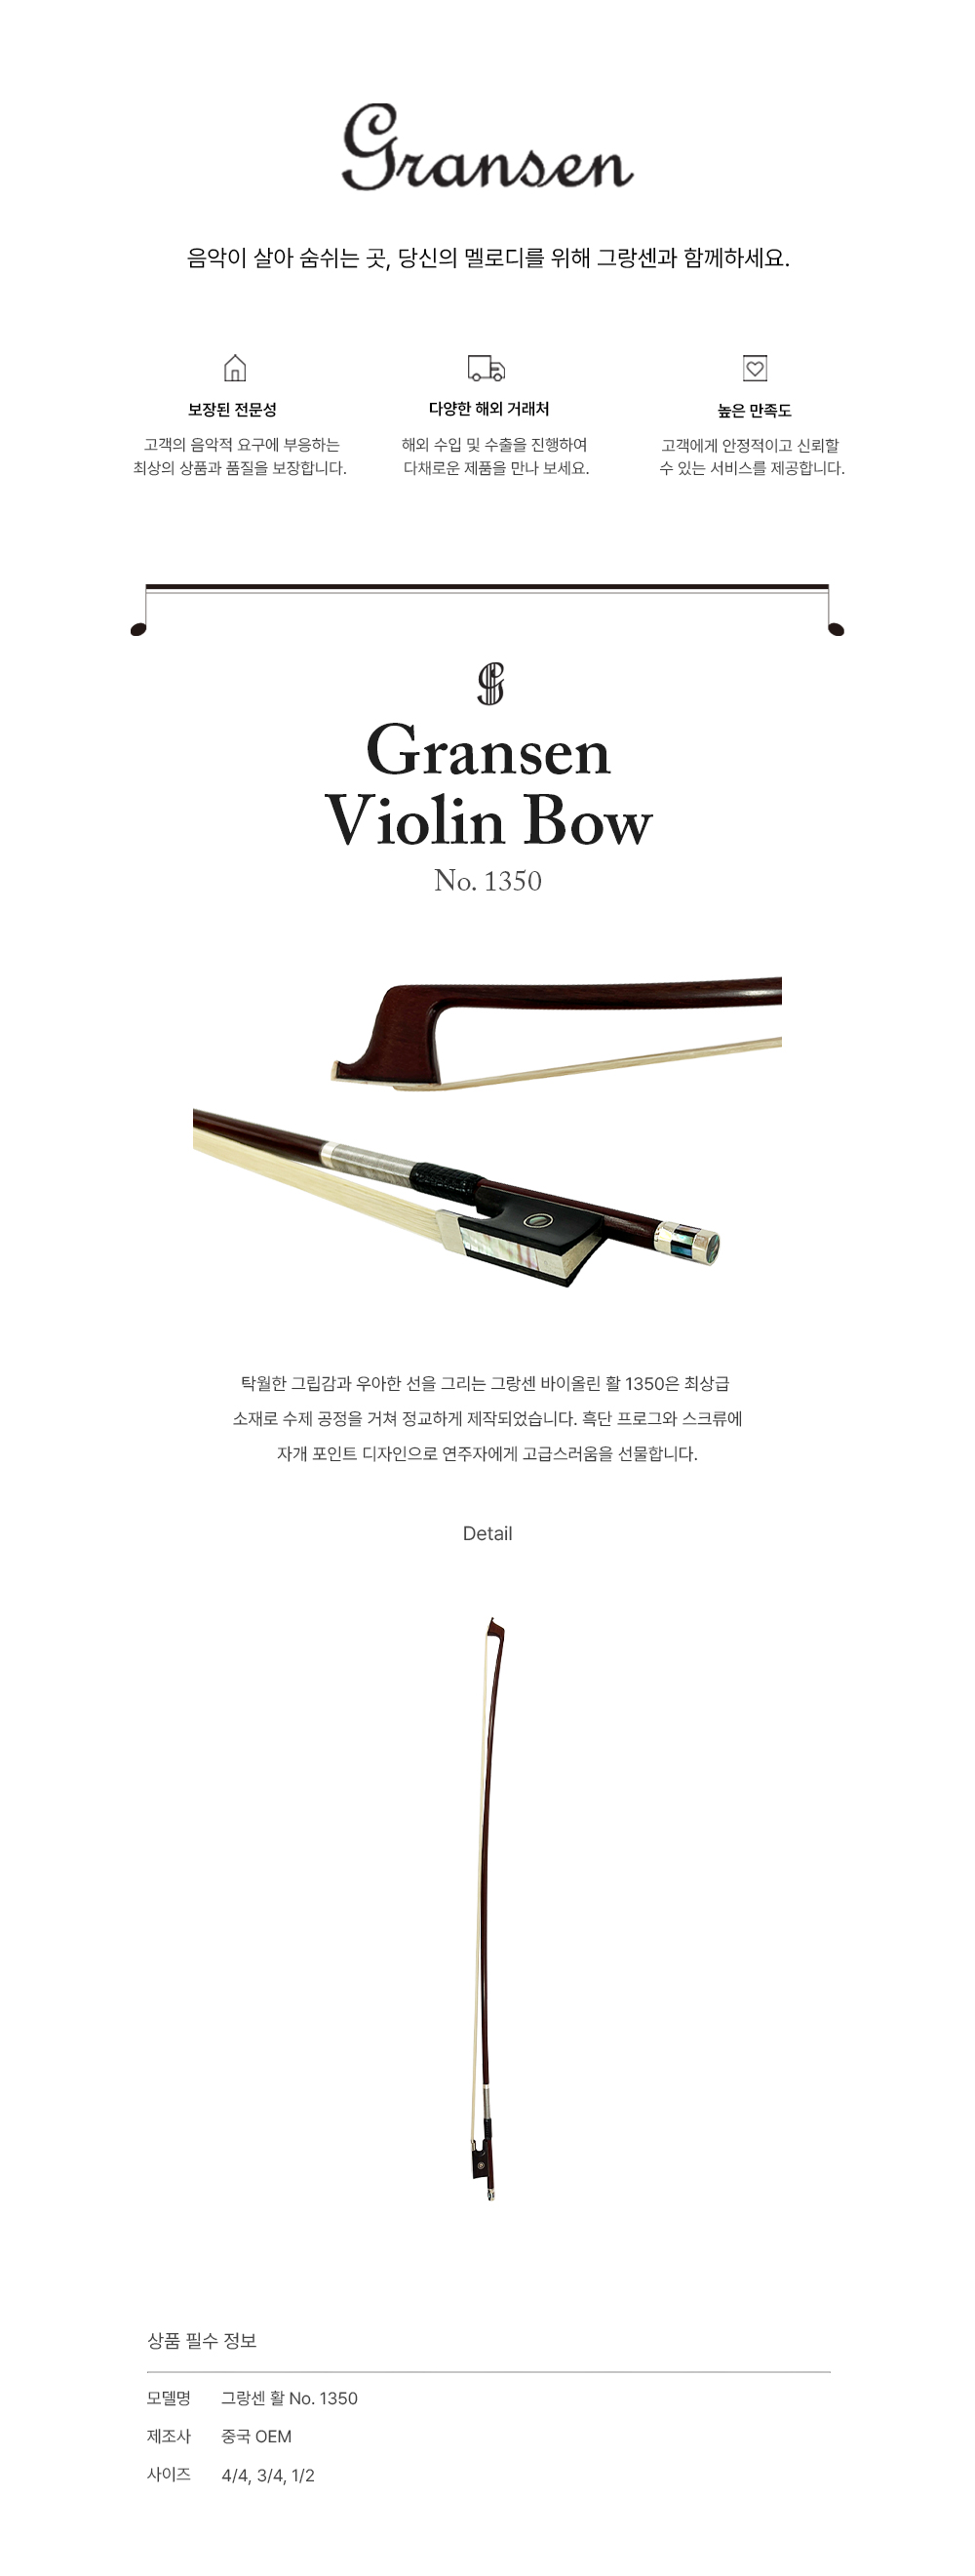 Gransen
음악이 살아 숨쉬는 곳, 당신의 멜로디를 위해 그랑센과 함께하세요.
보장된 전문성
고객의 음악적 요구에 부응하는
최상의 상품과 품질을 보장합니다.
다양한 해외 거래처
해외 수입 및 수출을 진행하여
다채로운 제품을 만나 보세요.
높은 만족도
고객에게 안정적이고 신뢰할
수 있는 서비스를 제공합니다.
Gransen
Violin Bow
No. 1350
탁월한 그립감과 우아한 선을 그리는 그랑센 바이올린 활 1350은 최상급
소재로 수제 공정을 거쳐 정교하게 제작되었습니다. 흑단 프로그와 스크류에
자개 포인트 디자인으로 연주자에게 고급스러움을 선물합니다.
Detail
상품 필수 정보
모델명 그랑센 활 No. 1350
제조사 중국 OEM
사이즈 4/4, 3/4, 1/2